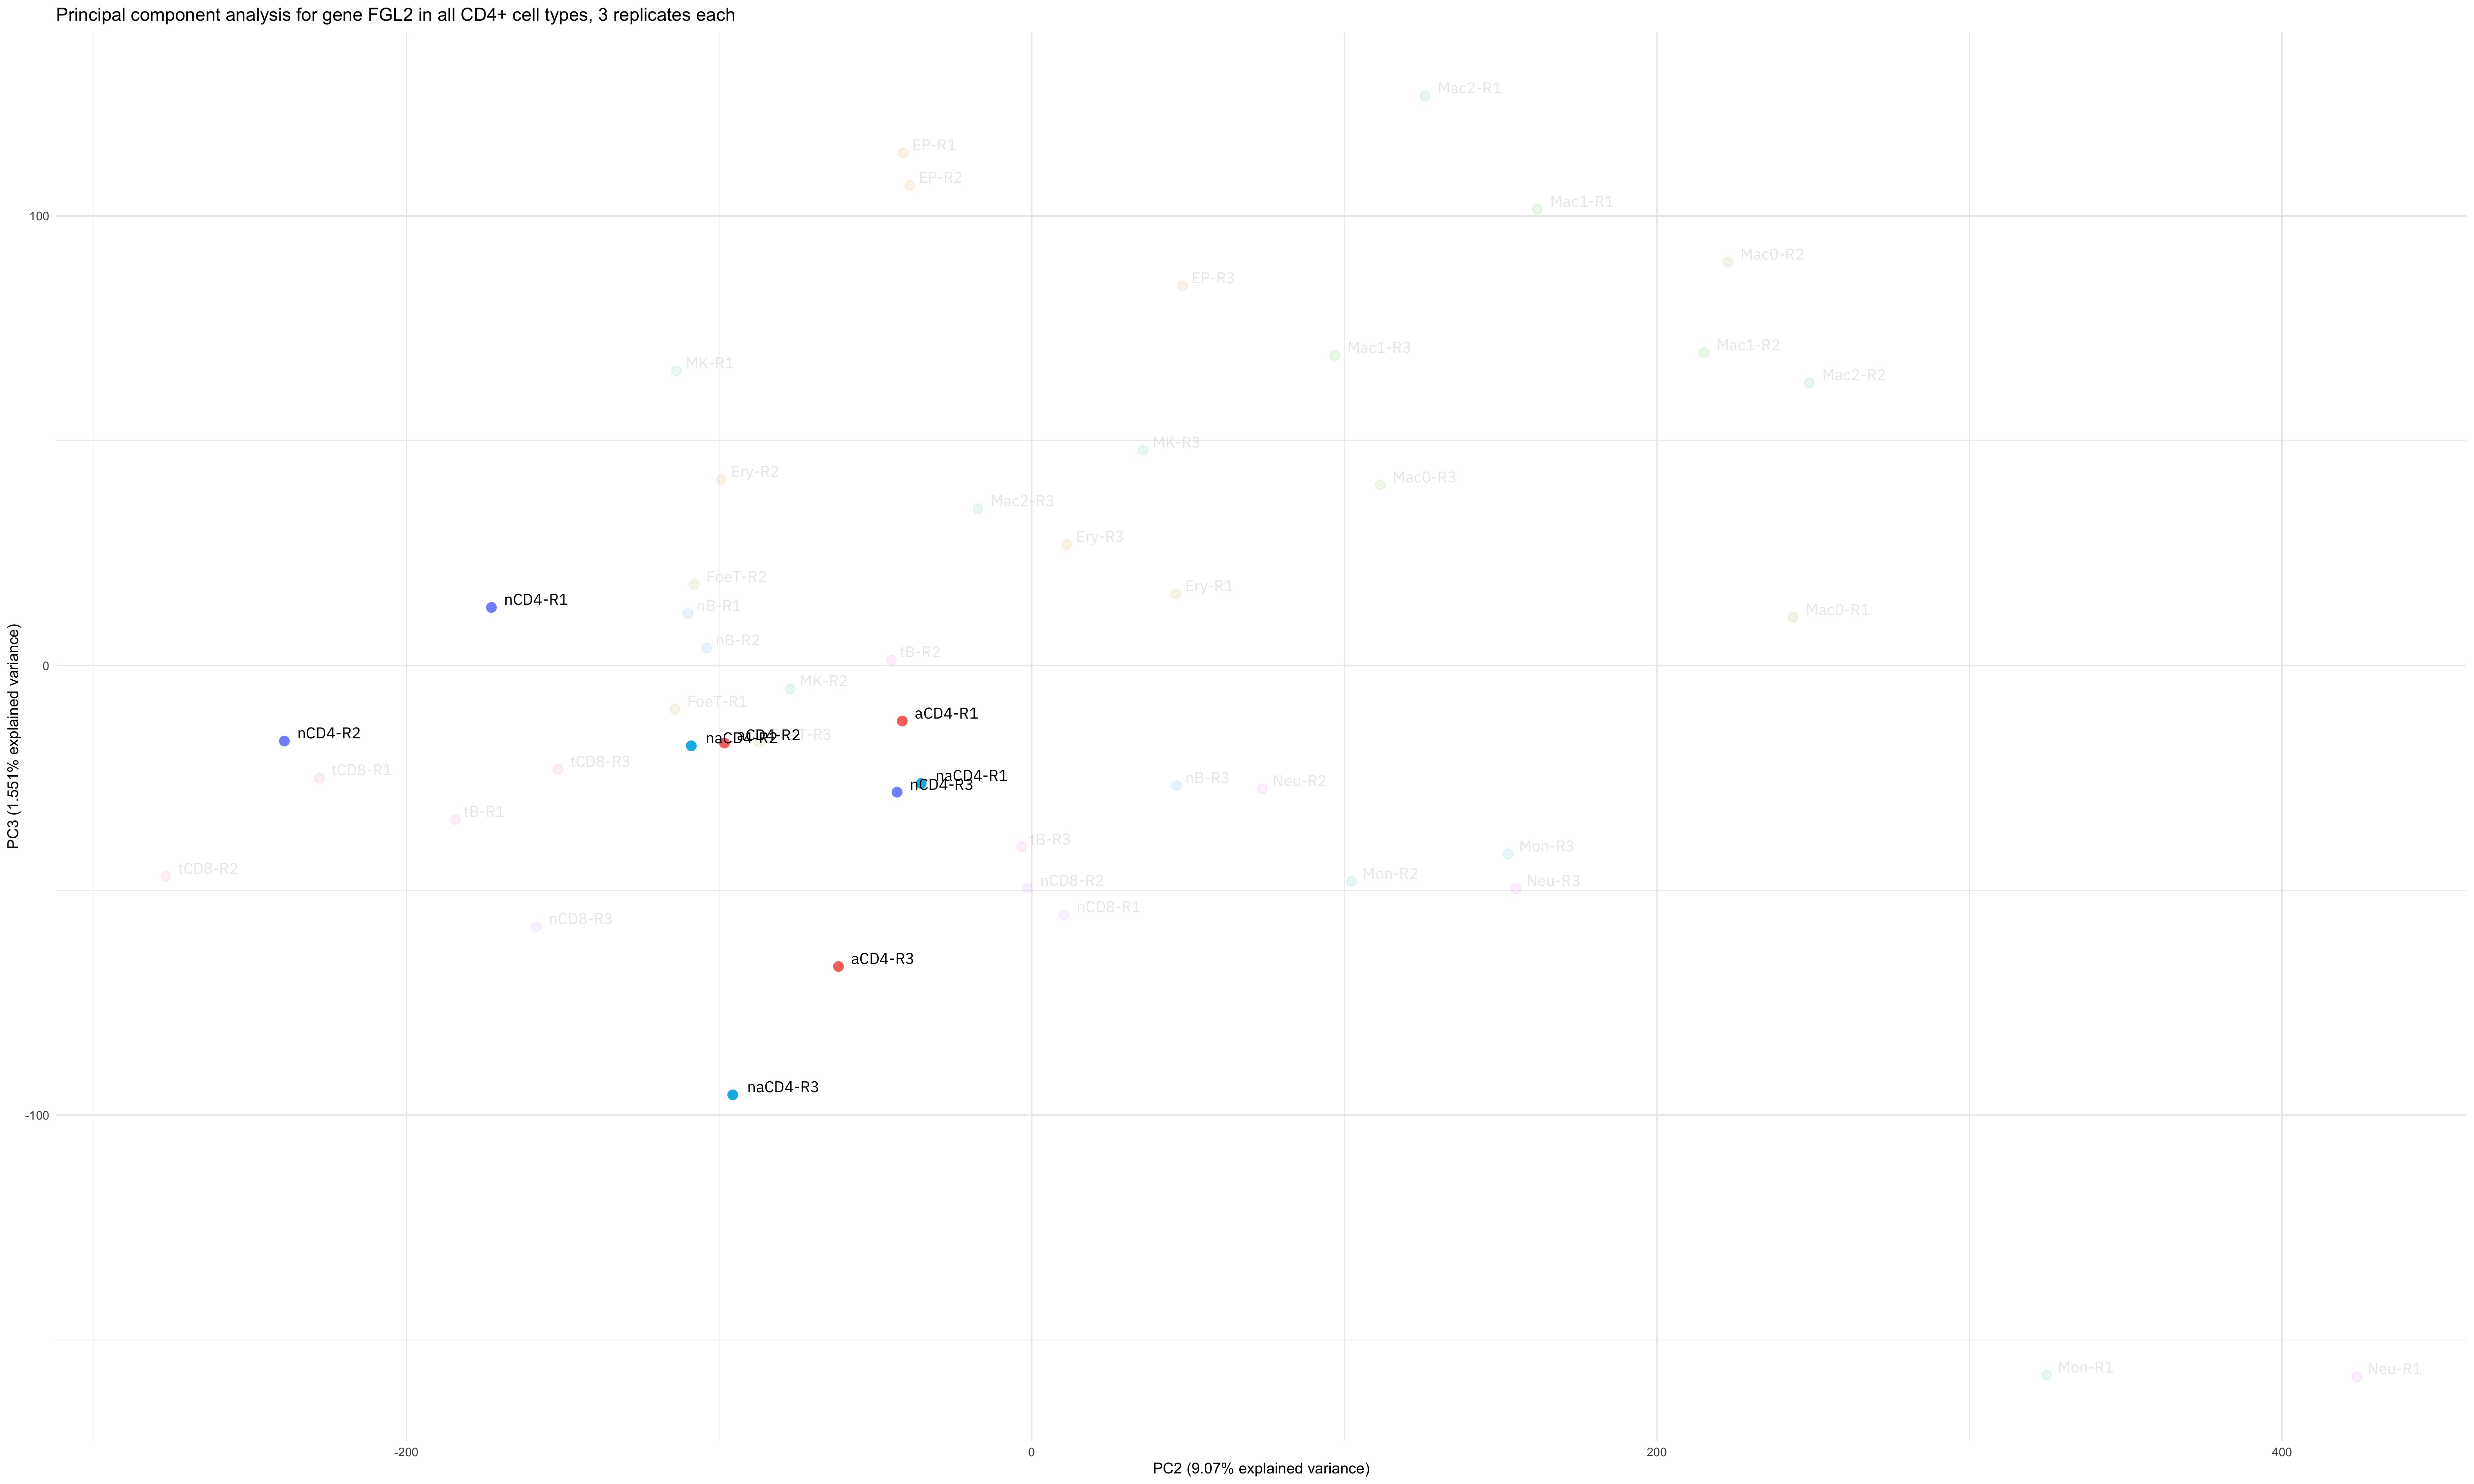 Principal component analysis for gene FGL2 in all CD4+ cell types, 3 replicates each
Mac2-R1
EP-R1
EP-R2
Mac1-R1
100
Mac0-R2
EP-R3
Mac1-R3
Mac1-R2
MK-R1
Mac2-R2
MK-R3
Ery-R2
Mac0-R3
Mac2-R3
Ery-R3
FoeT-R2
Ery-R1
nCD4-R1
nB-R1
Mac0-R1
nB-R2
tB-R2
0
MK-R2
FoeT-R1
aCD4-R1
nCD4-R2
naCD4-R2
aCD4-R2
T-R3
tCD8-R1
tCD8-R3
naCD4-R1
nCD4-R3
nB-R3
Neu-R2
tB-R1
tB-R3
Mon-R3
tCD8-R2
nCD8-R2
Mon-R2
Neu-R3
nCD8-R3
nCD8-R1
aCD4-R3
naCD4-R3
-100
Mon-R1
Neu-R1
-200
0
200
400
PC2 (9.07% explained variance)
PC3 (1.551% explained variance)